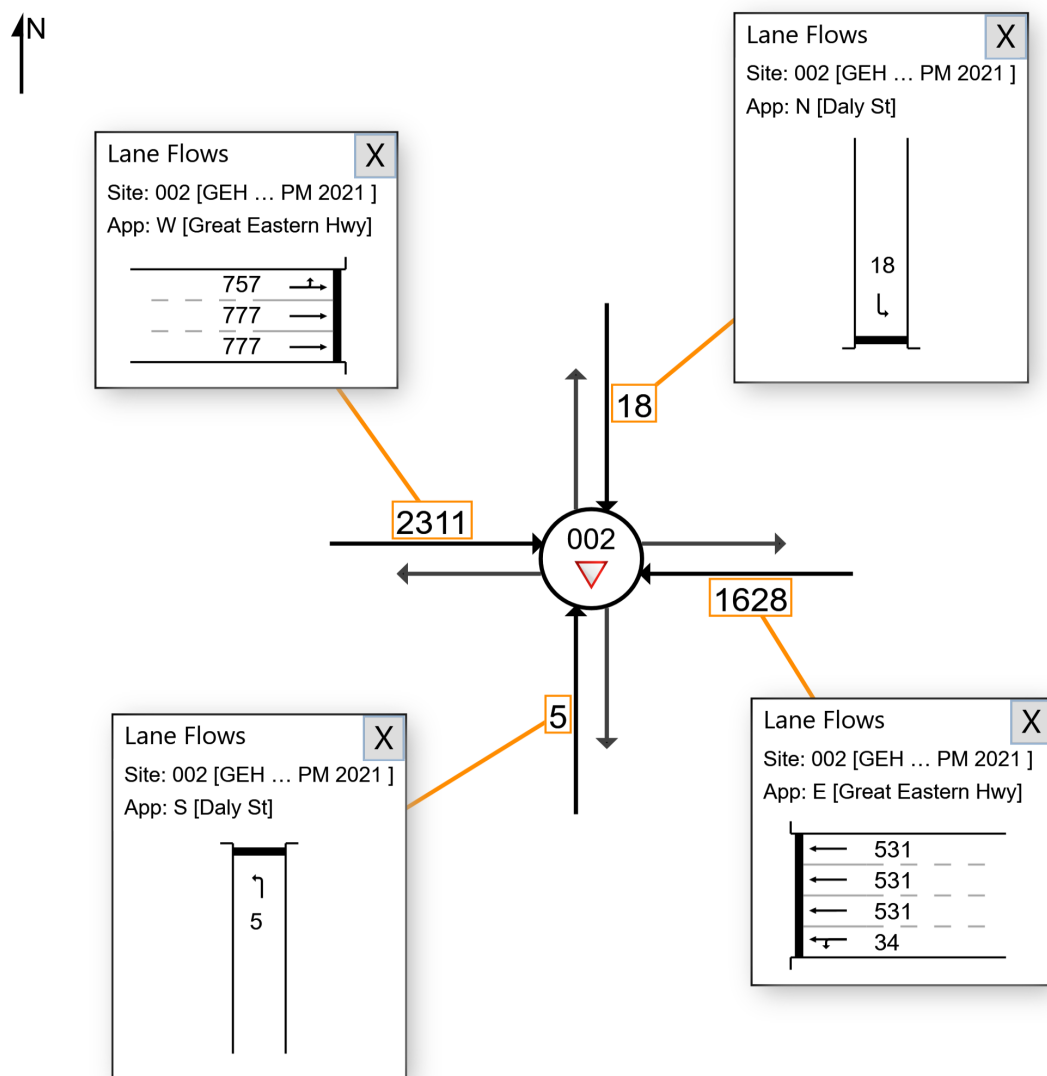 N
Lane Flows
X
Site: 002 [GEH ... PM 2021 ]
App: N [Daly St]
18
Lane Flows
X
Site: 002 [GEH ... PM 2021 ]
App: W [Great Eastern Hwy]
757
777
777
18
2311
002
1628
5
Lane Flows
X
Site: 002 [GEH ... PM 2021 ]
App: S [Daly St]
5
Lane Flows
X
Site: 002 [GEH ... PM 2021 ]
App: E [Great Eastern Hwy]
531
531
531
34